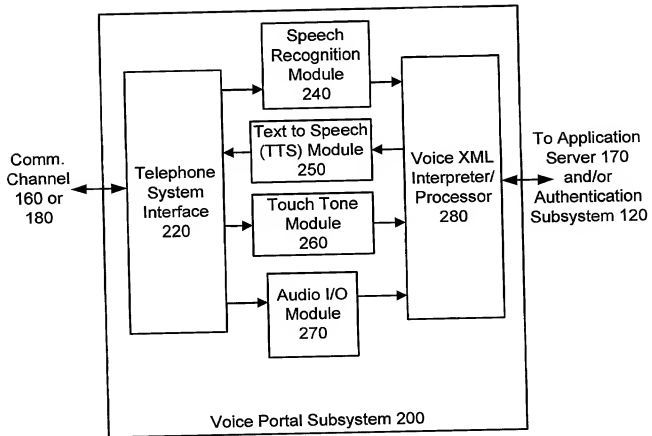 Speech
Recognition
Module
240
Text to Speech
(TTS) Module
250
Comm.
Channel
160 or
180
Telephone
System
Interface
220
Touch Tone
Module
260
Audio I/O
Module
270
Voice XML
Interpreter/
Processor
280
To Application
Server 170
and/or
Authentication
Subsystem 120
Voice Portal Subsystem 200